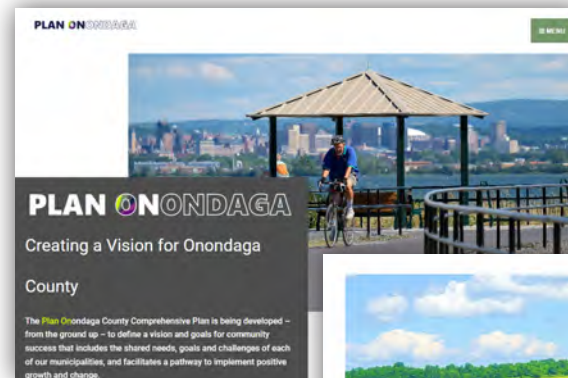 PLAN ONONDAGA
≡ MENU
PLAN ONONDAGA
Creating a Vision for Onondaga
County
The Plan Onondaga County Comprehensive Plan is being developed –
from the ground up – to define a vision and goals for community
success that includes the shared needs, goals and challenges of each
of our municipalities, and facilitates a pathway to implement positive
growth and change.